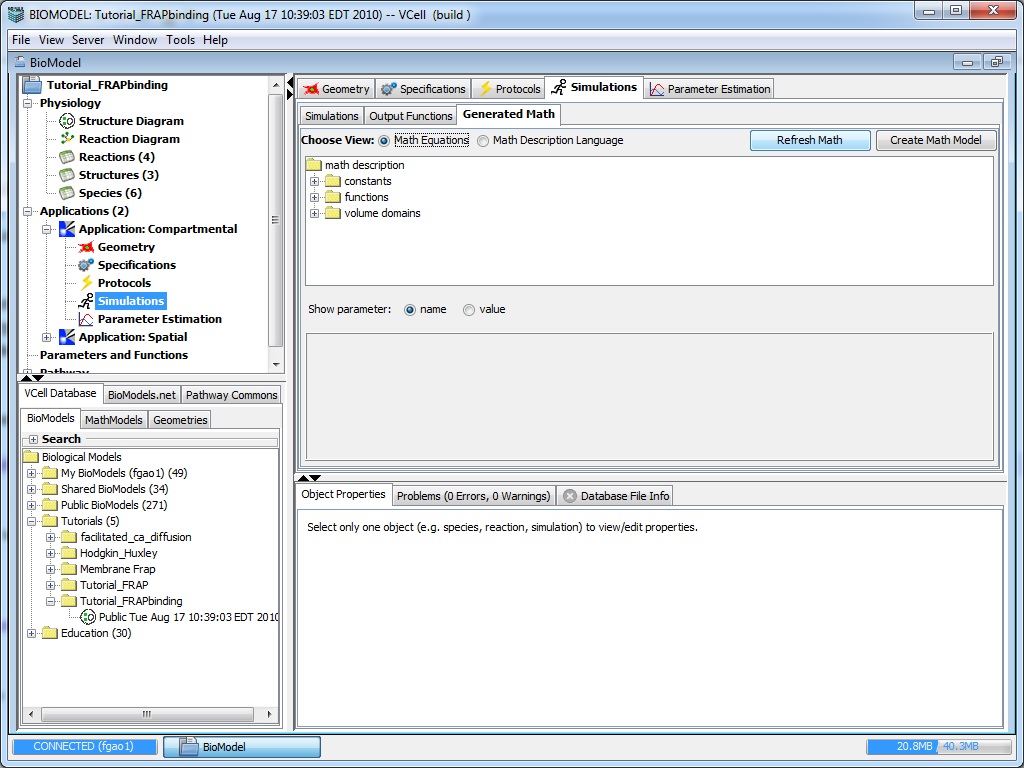 BIOMODEL: Tutorial_FRAPbinding (Tue Aug 17 10:39:03 EDT 2010) -- VCell (build )
File View Server Window Tools Help
BioModel
Tutorial_FRAPbinding
Physiology
Structure Diagram
Reaction Diagram
Reactions (4)
Structures (3)
Species (6)
Applications (2)
Application: Compartmental
Geometry
Specifications
Protocols
Simulations
Parameter Estimation
Application: Spatial
Parameters and Functions
Pathway
VCell Database BioModels.net Pathway Commons
BioModels MathModels Geometries
Search
Biological Models
My BioModels (fgao1) (49)
Shared BioModels (34)
Public BioModels (271)
Tutorials (5)
facilitated_ca_diffusion
Hodgkin_Huxley
Membrane Frap
Tutorial_FRAP
Tutorial_FRAPbinding
Public Tue Aug 17 10:39:03 EDT 2010
Education (30)
Geometry Specifications Protocols Simulations Parameter Estimation
Simulations Output Functions Generated Math
Choose View: Math Equations Math Description Language Refresh Math Create Math Model
math description
constants
functions
volume domains
Show parameter: name value
Object Properties Problems (0 Errors, 0 Warnings) Database File Info
Select only one object (e.g. species, reaction, simulation) to view/edit properties.
CONNECTED (fgao1) BioModel 20.8MB / 40.3MB